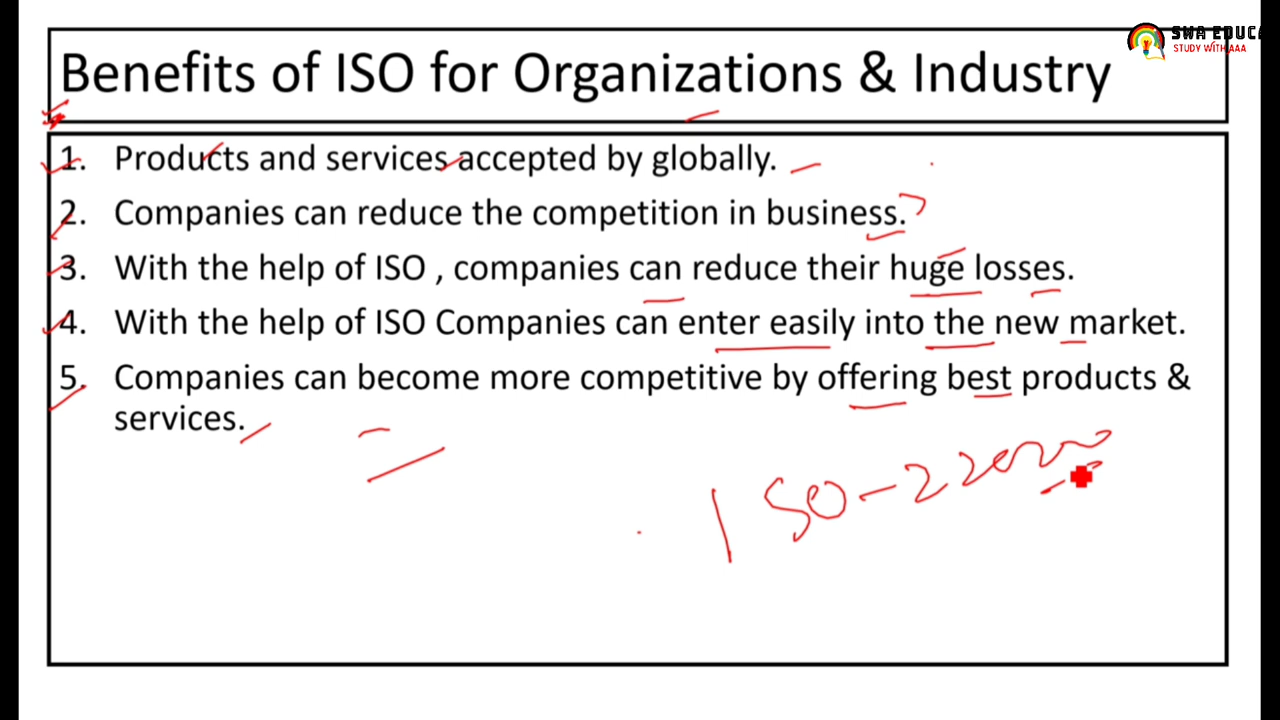 SWA EDUCA
STUDY WITH AAA
Benefits of ISO for Organizations & Industry
1. Products and services accepted by globally.
2. Companies can reduce the competition in business.
3. With the help of ISO , companies can reduce their huge losses.
4. With the help of ISO Companies can enter easily into the new market.
5. Companies can become more competitive by offering best products &
services.
ISO-22000